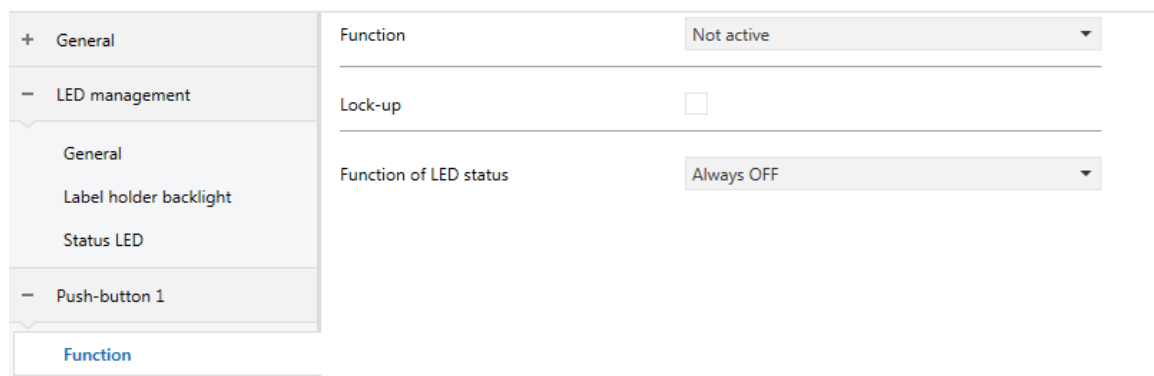 + General
− LED management
General
Label holder backlight
Status LED
− Push-button 1
Function
Function Not active
Lock-up
Function of LED status Always OFF